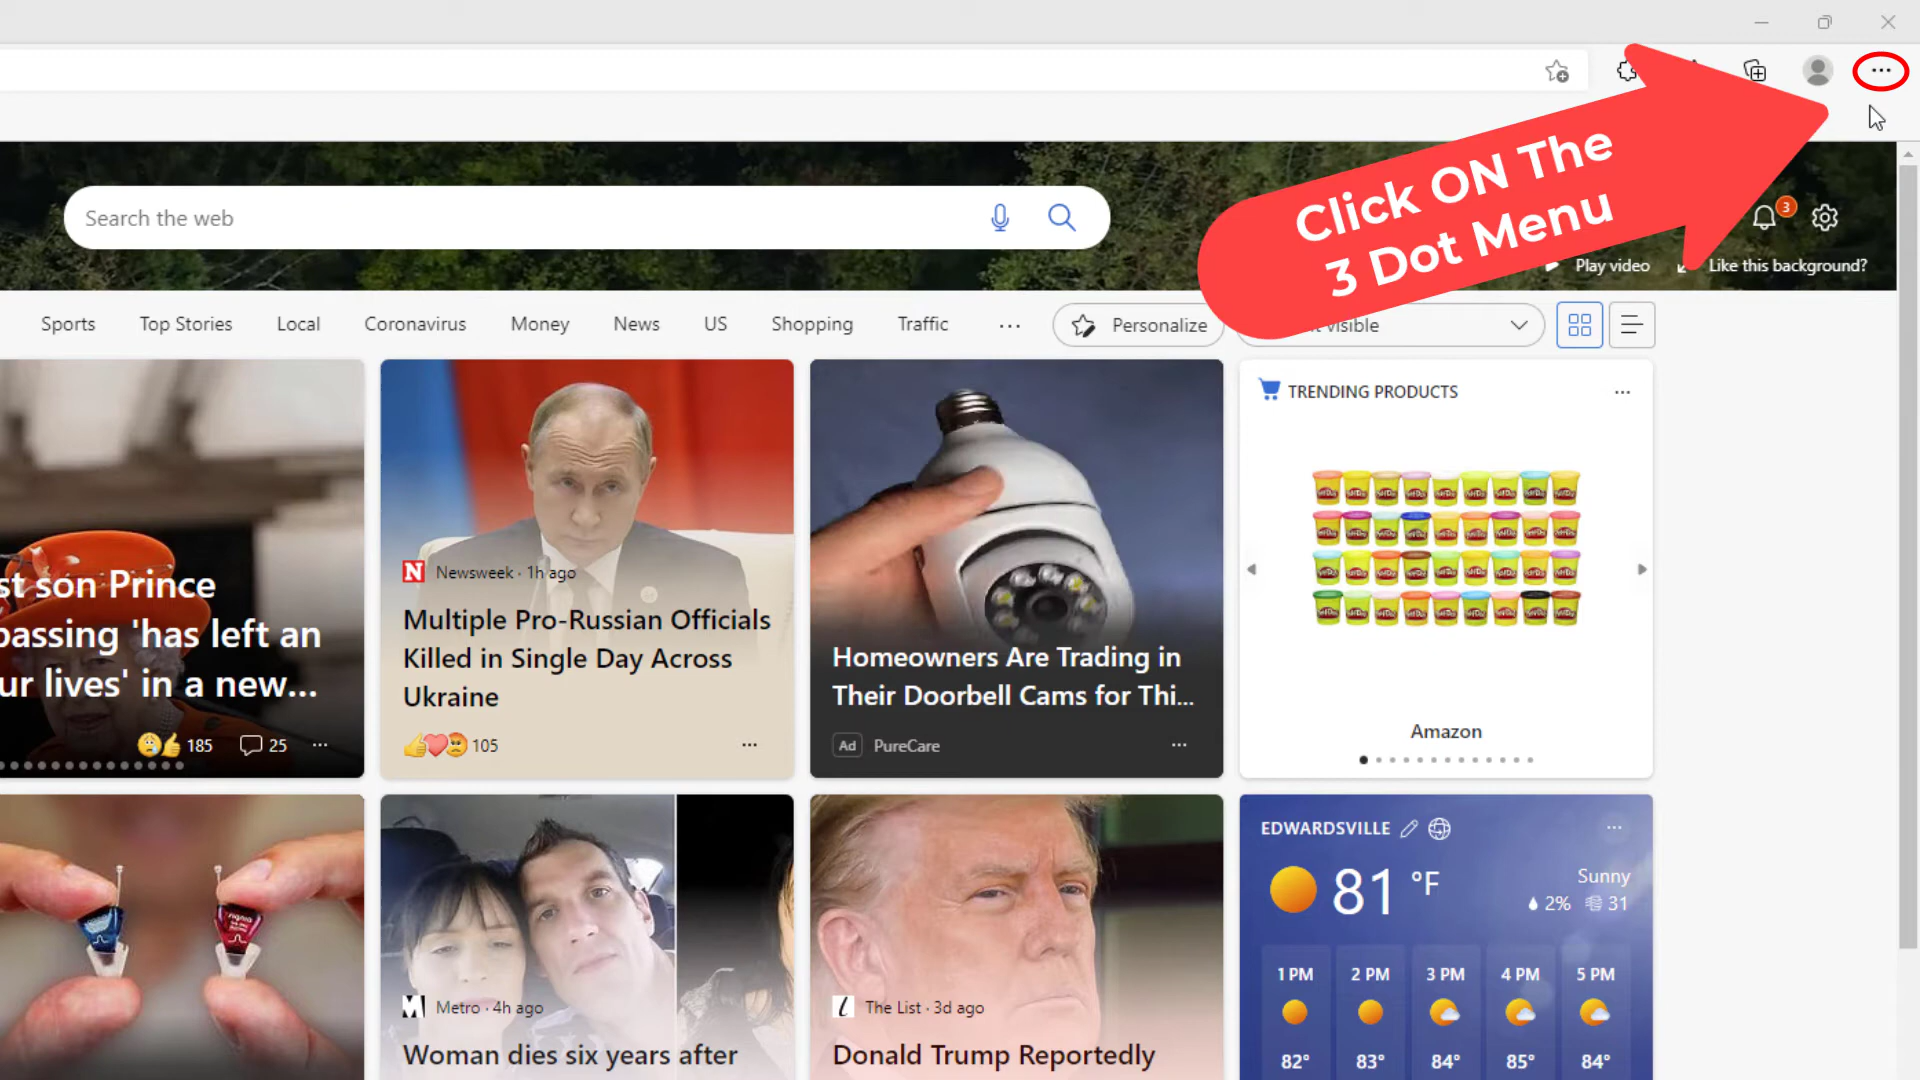 Click ON The
3 Dot Menu
Search the web
3
Play video
Like this background?
Sports
Top Stories
Local
Coronavirus
Money
News
US
Shopping
Traffic
...
Personalize
visible
st son Prince
passing 'has left an
ur lives' in a new...
185
25
N
Newsweek · 1h ago
Multiple Pro-Russian Officials
Killed in Single Day Across
Ukraine
105
Homeowners Are Trading in
Their Doorbell Cams for Thi...
Ad
PureCare
TRENDING PRODUCTS
Amazon
signia
M
Metro · 4h ago
Woman dies six years after
l
The List · 3d ago
Donald Trump Reportedly
EDWARDSVILLE
81 °F
Sunny
2%
31
1 PM
2 PM
3 PM
4 PM
5 PM
82°
83°
84°
85°
84°